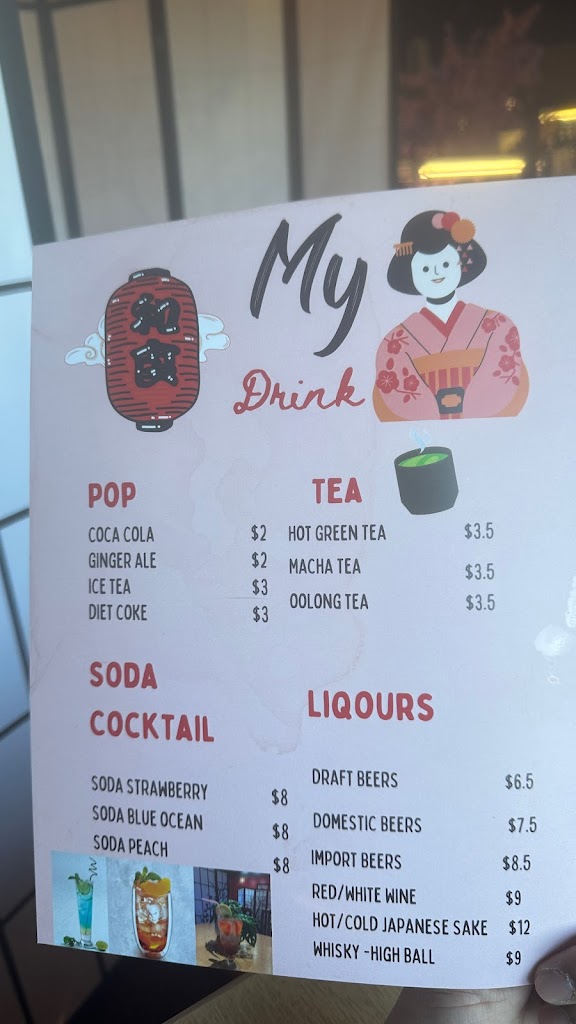 My
Drink
POP
COCA COLA $2
GINGER ALE $2
ICE TEA $3
DIET COKE $3
TEA
HOT GREEN TEA $3.5
MACHA TEA $3.5
OOLONG TEA $3.5
SODA
COCKTAIL
SODA STRAWBERRY $8
SODA BLUE OCEAN $8
SODA PEACH $8
LIQOURS
DRAFT BEERS $6.5
DOMESTIC BEERS $7.5
IMPORT BEERS $8.5
RED/WHITE WINE $9
HOT/COLD JAPANESE SAKE $12
WHISKY -HIGH BALL $9